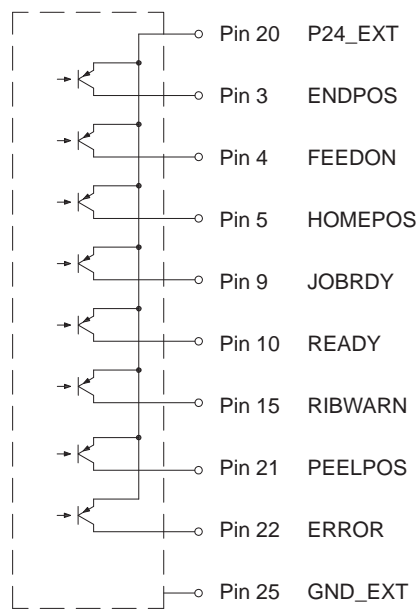 Pin 20 P24_EXT
Pin 3 ENDPOS
Pin 4 FEEDON
Pin 5 HOMEPOS
Pin 9 JOBRDY
Pin 10 READY
Pin 15 RIBWARN
Pin 21 PEELPOS
Pin 22 ERROR
Pin 25 GND_EXT